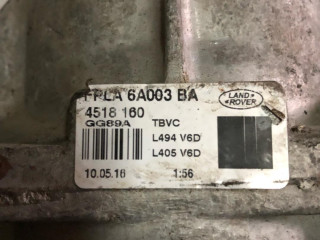 FPLA 6A003 BA
LAND ROVER
4518 160
GG89A
TBVC
L494 V6D
L405 V6D
10.05.16
1:56